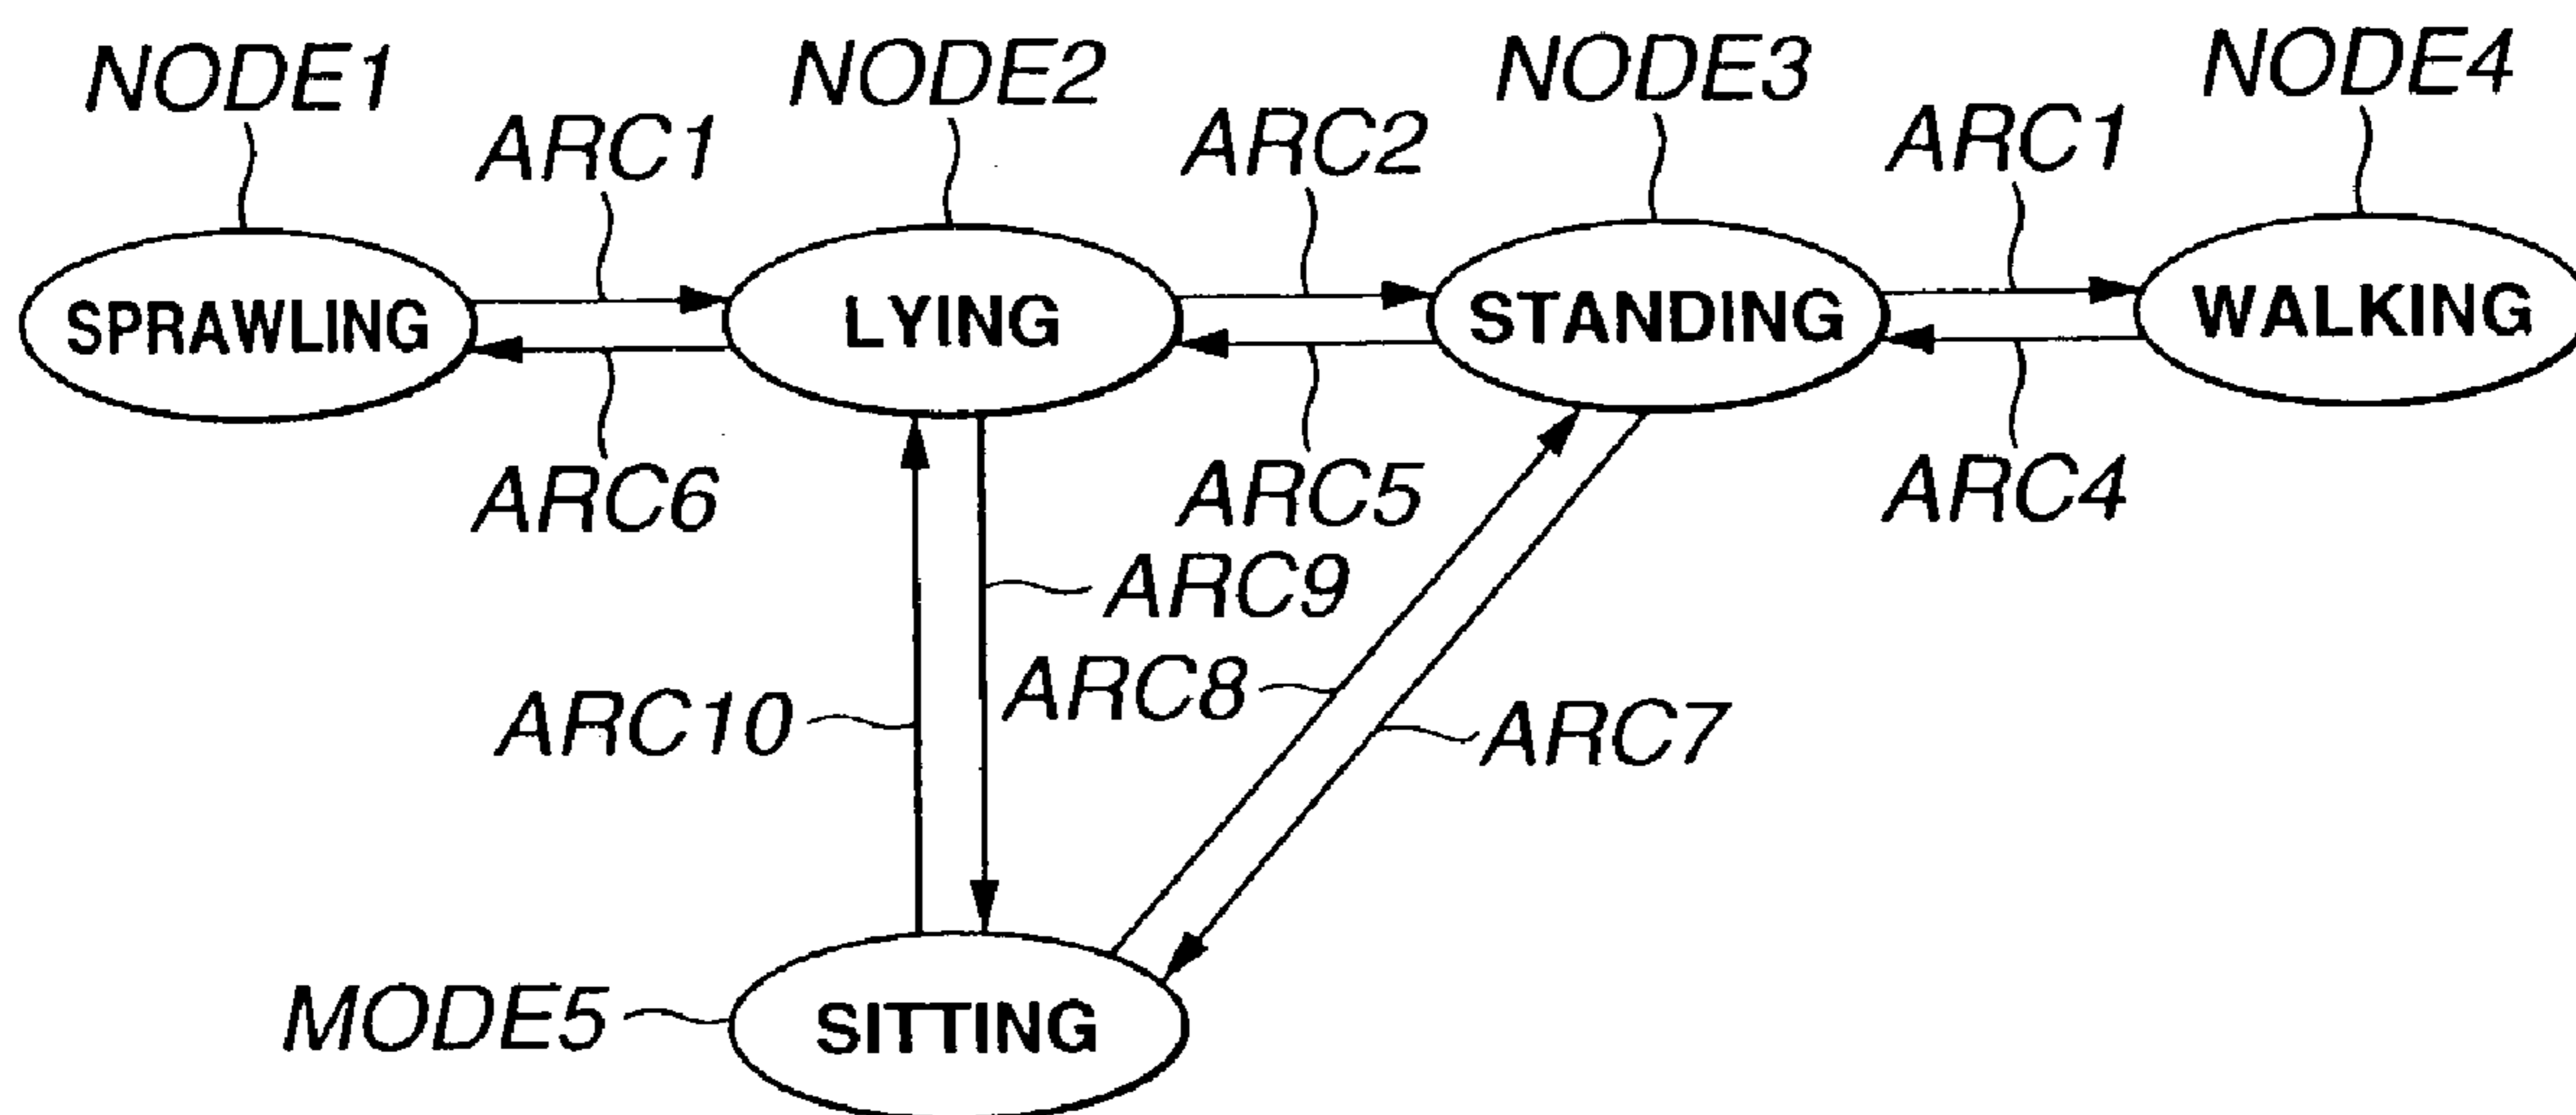 NODE1
NODE2
NODE3
NODE4
ARC1
ARC2
ARC1
SPRAWLING
LYING
STANDING
WALKING
ARC6
ARC5
ARC4
ARC9
ARC8
ARC10
ARC7
MODE5
SITTING